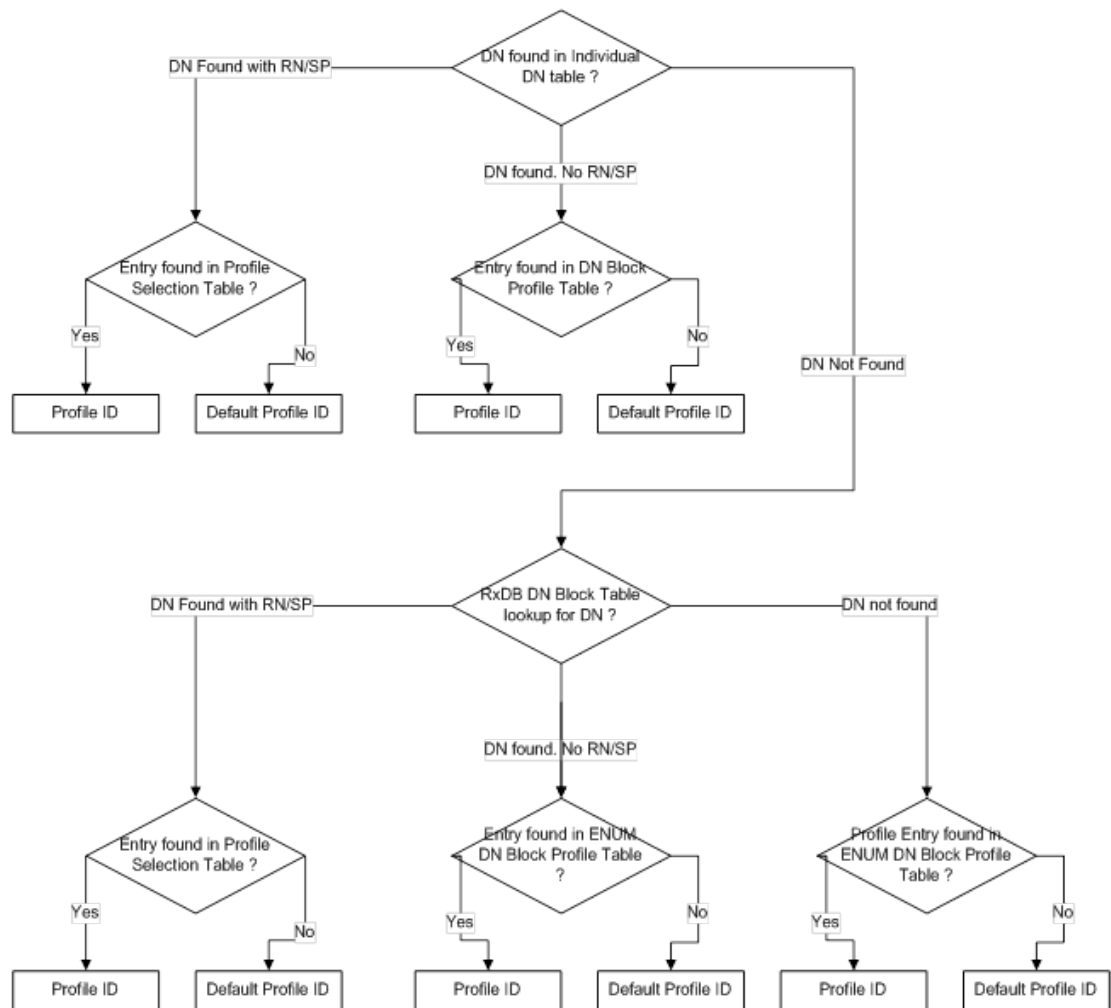 DN found in Individual
DN table ?
DN Found with RN/SP
DN found. No RN/SP
Entry found in Profile
Selection Table ?
Entry found in DN Block
Profile Table ?
Yes
No
Yes
No
DN Not Found
Profile ID
Default Profile ID
Profile ID
Default Profile ID
RxDB DN Block Table
lookup for DN ?
DN Found with RN/SP
DN not found
DN found. No RN/SP
Entry found in Profile
Selection Table ?
Entry found in ENUM
DN Block Profile Table
?
Profile Entry found in
ENUM DN Block Profile
Table ?
Yes
No
Yes
No
Yes
No
Profile ID
Default Profile ID
Profile ID
Default Profile ID
Profile ID
Default Profile ID